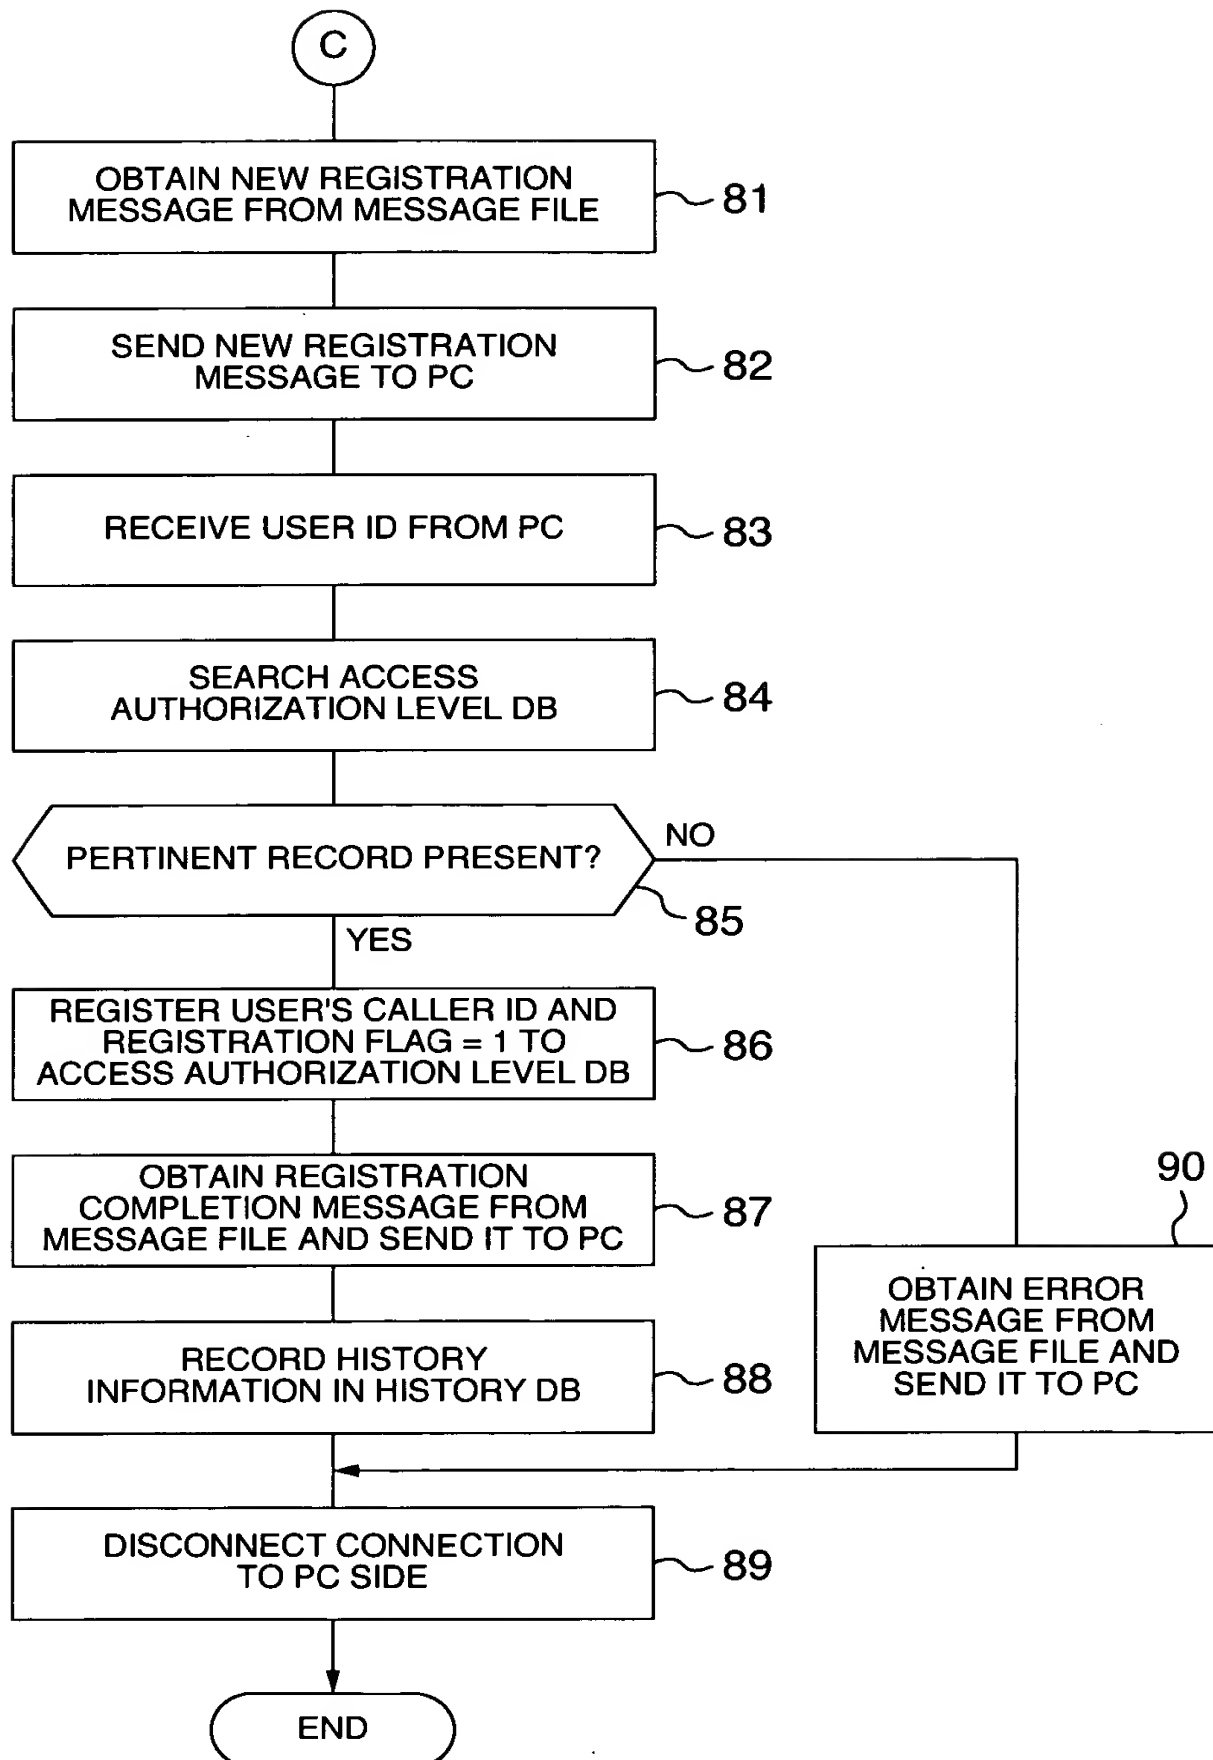 C
OBTAIN NEW REGISTRATION
MESSAGE FROM MESSAGE FILE
81
SEND NEW REGISTRATION
MESSAGE TO PC
82
RECEIVE USER ID FROM PC
83
SEARCH ACCESS
AUTHORIZATION LEVEL DB
84
PERTINENT RECORD PRESENT?
NO
85
YES
REGISTER USER'S CALLER ID AND
REGISTRATION FLAG = 1 TO
ACCESS AUTHORIZATION LEVEL DB
86
OBTAIN REGISTRATION
COMPLETION MESSAGE FROM
MESSAGE FILE AND SEND IT TO PC
87
90
OBTAIN ERROR
MESSAGE FROM
MESSAGE FILE AND
SEND IT TO PC
RECORD HISTORY
INFORMATION IN HISTORY DB
88
DISCONNECT CONNECTION
TO PC SIDE
89
END